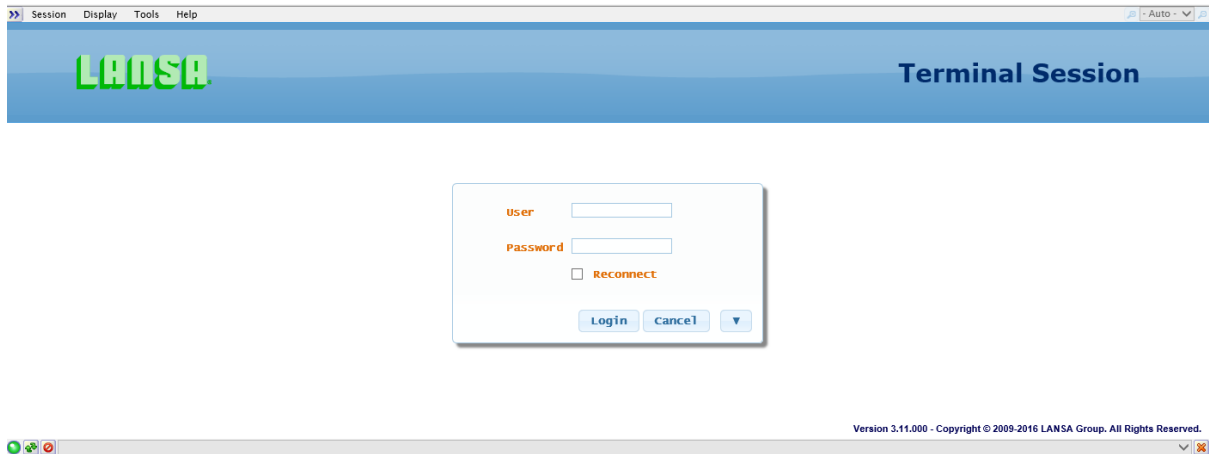 Session Display Tools Help - Auto -
LANSA
Terminal Session
User
Password
Reconnect
Login Cancel ▼
Version 3.11.000 - Copyright © 2009-2016 LANSA Group. All Rights Reserved.